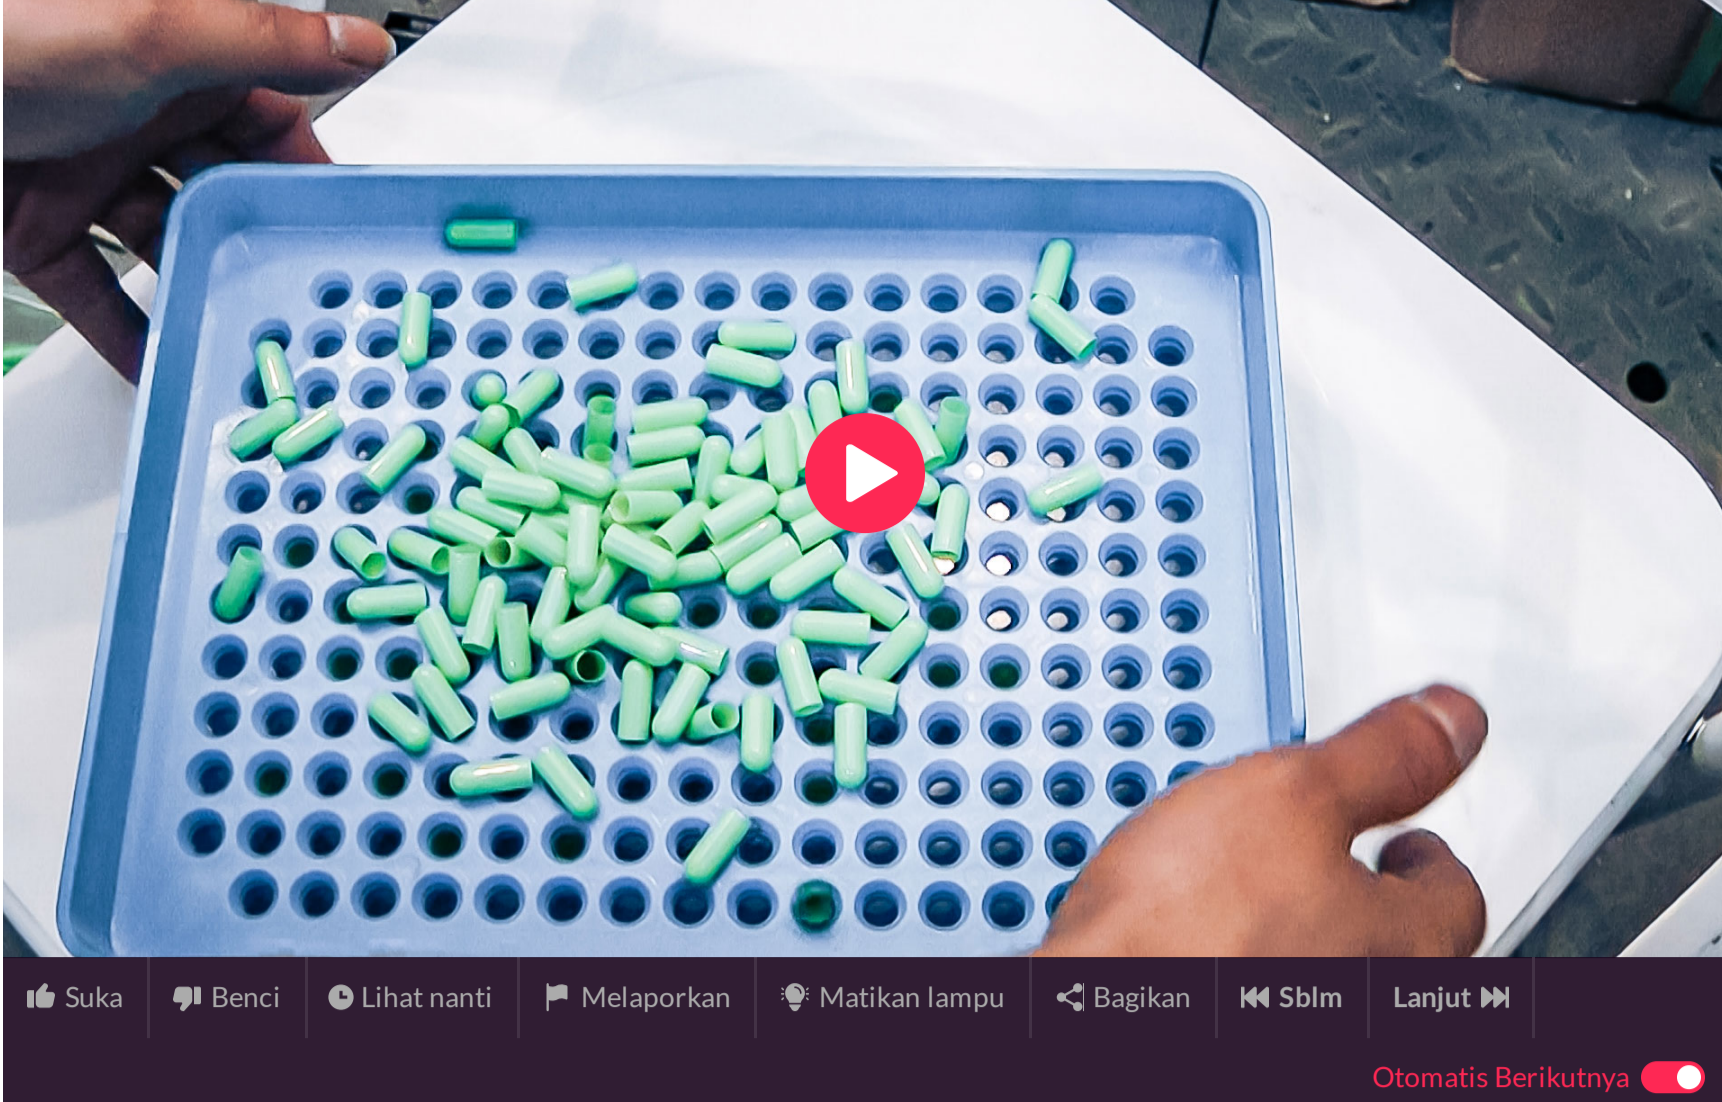 Suka Benci Lihat nanti Melaporkan Matikan lampu Bagikan Sblm Lanjut
Otomatis Berikutnya